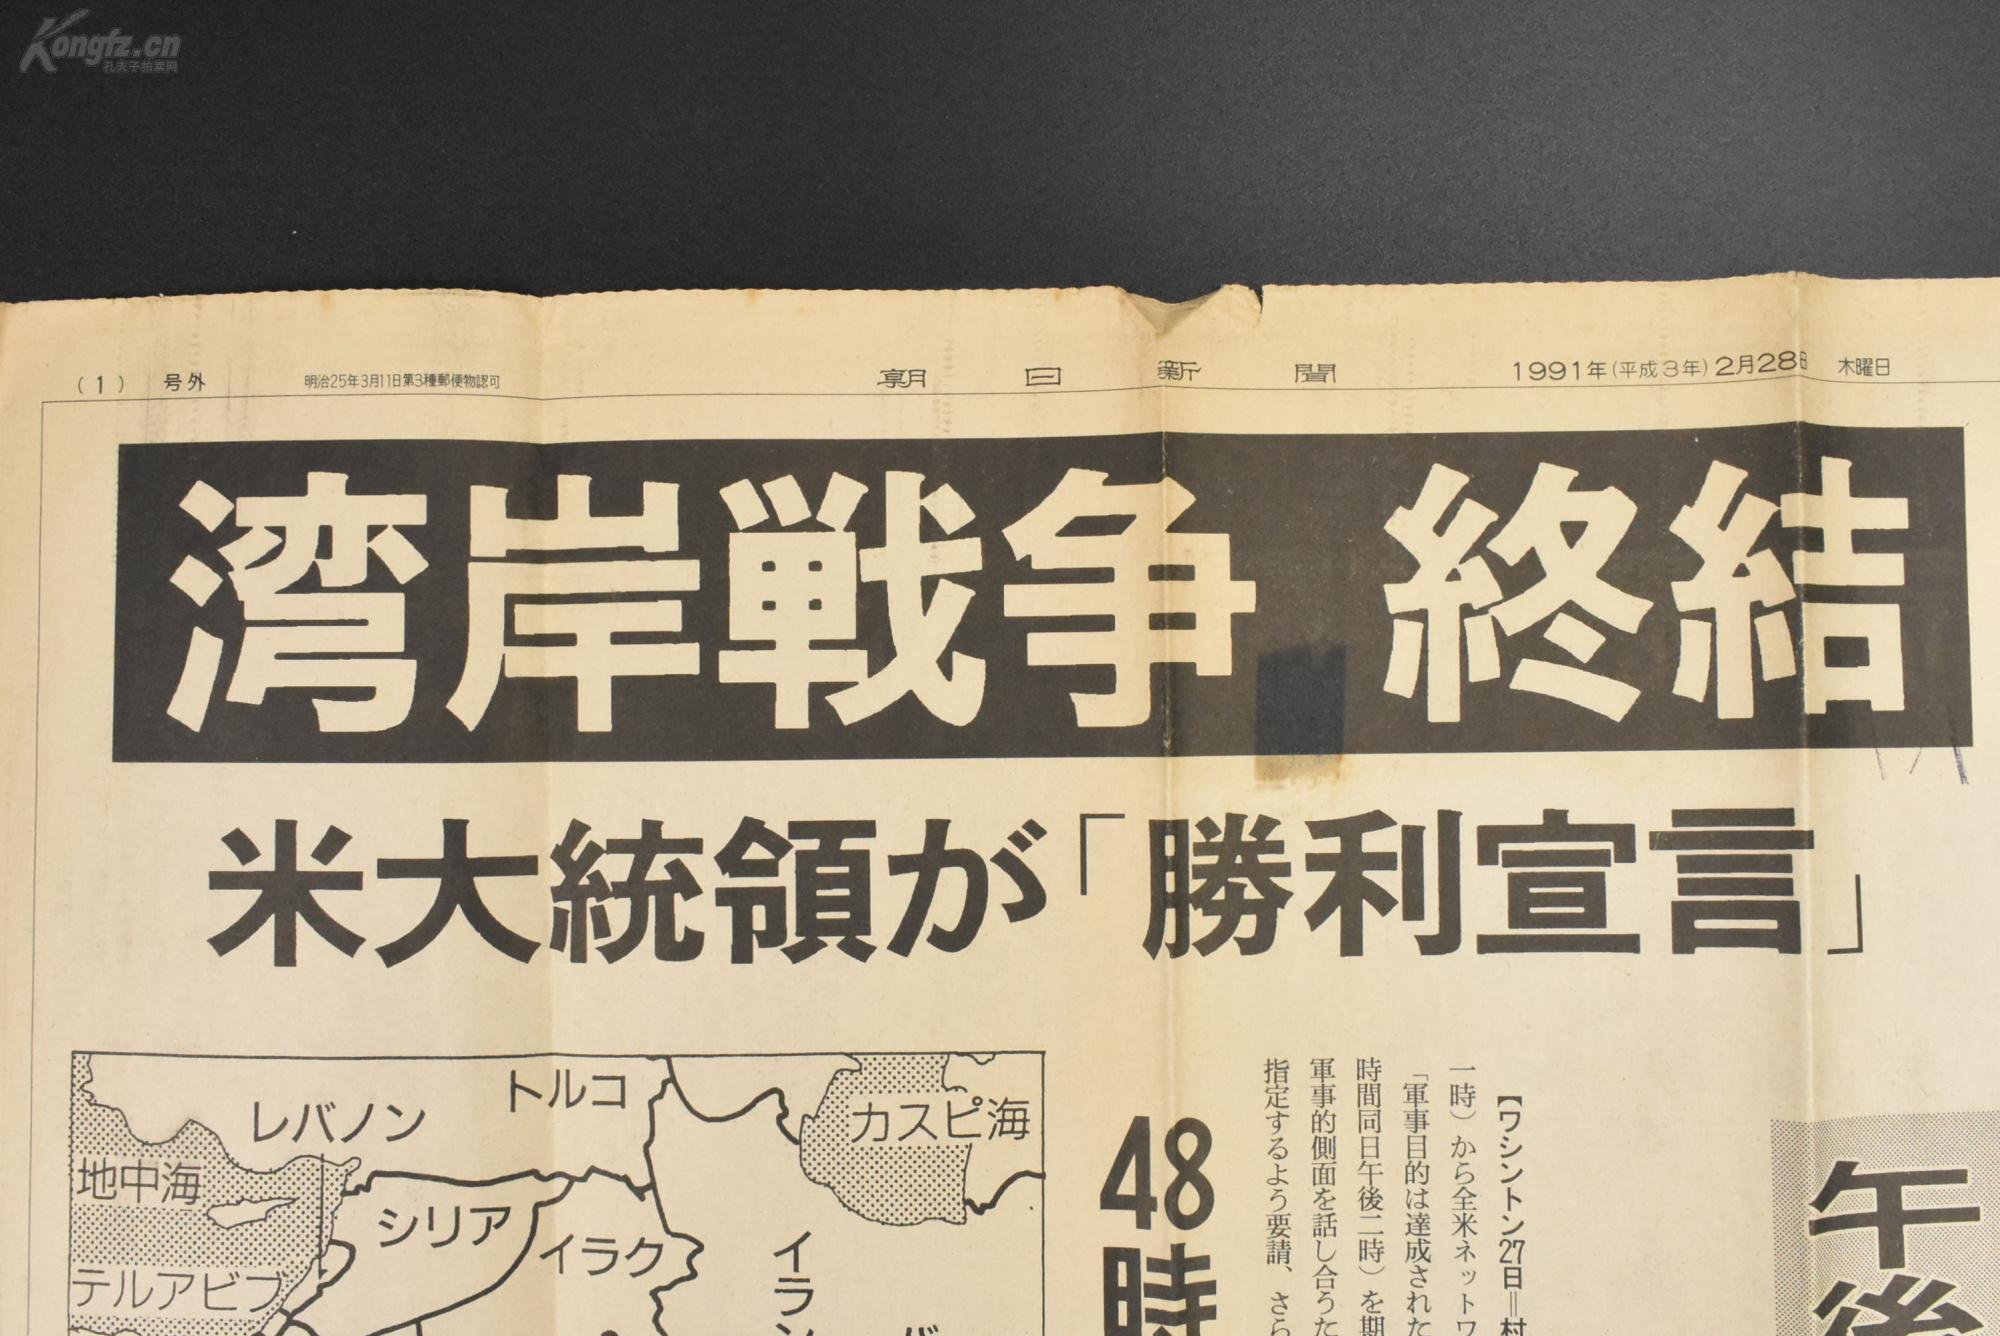 Kongfz.cn
孔夫子拍卖网
(1) 号外 明治25年3月11日第3種郵便物認可 朝日新聞 1991年(平成3年)2月28日 木曜日
湾岸戦争 終結
米大統領が「勝利宣言」
午後
【ワシントン27日=村
一時)から全米ネットワ
「軍事目的は達成された
時間同日午後二時)を期
軍事的側面を話し合うた
指定するよう要請、さら
48時
トルコ
カスピ海
レバノン
地中海
シリア
イラク
イラン
テルアビブ